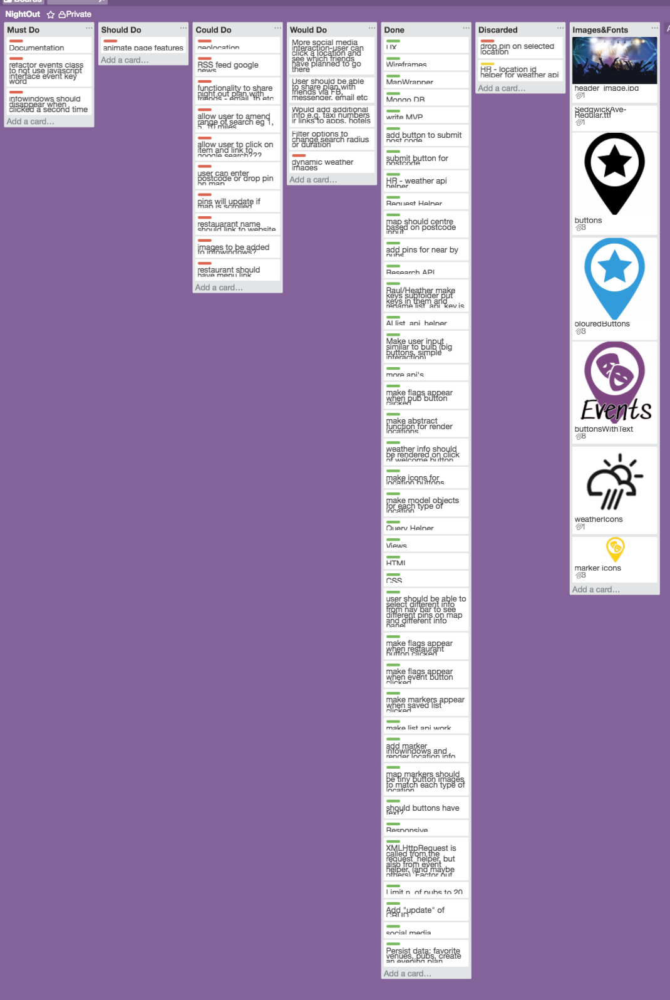 Boards
NightOut
Private
Must Do
Documentation
refactor events class
to not use javascript
interface event key
word
infowindows should
disappear when
clicked a second time
Add a card…
Should Do
animate page features
Add a card…
Could Do
geolocation
RSS feed google
news
functionality to share
night out plan with
friends - email, fb etc
allow user to amend
range of search eg 1,
5, 10 miles
allow user to click on
item and link to
google search???
user can enter
postcode or drop pin
on map
pins will update if
map is scrolled
restauarant name
should link to website
images to be added
to infowindows?
restaurant should
have menu link
Add a card…
Would Do
More social media
interaction-user can
click a location and
see which friends
have planned to go
there
User should be able
to share plan with
friends via FB,
messenger, email etc
Would add additional
info e.g. taxi numbers
ir links to apps, hotels
Filter options to
change search radius
or duration
dynamic weather
images
Add a card…
Done
UX
Wireframes
MapWrapper
Mongo DB
write MVP
add button to submit
post code
submit button for
postcode
HR - weather api
helper
Request Helper
map should centre
based on postcode
input
add pins for near by
pubs
Research API
Raul/Heather make
keys subfolder put
keys in them and
rename list_api_key.js
AJ list_api_helper
Make user input
similar to bulb (big
buttons, simple
interaction)
more api's
make flags appear
when pub button
clicked
make abstract
function for render
locations
weather info should
be rendered on click
of welcome button
make icons for
location buttons
make model objects
for each type of
location
Query Helper
Views
HTML
CSS
user should be able to
select different info
from nav bar to see
different pins on map
and different info
panel
make flags appear
when restaurant
button clicked
make flags appear
when event button
clicked
make markers appear
when saved list
clicked
make list api work
add marker
infowindows and
render location info
map markers should
be tiny button images
to match each type of
location
should buttons have
text?
Responsive
XMLHttpRequest is
called from the
request_helper, but
also from event
helper, (and maybe
others). Factor out
Limit n. of pubs to 20
Add "update" of
CRUD
social media
Persist data: favorite
venues, pubs, create
an evening plan
Add a card…
Discarded
drop pin on selected
location
HR - location id
helper for weather api
Add a card…
Images&Fonts
header_image.jpg
1
SedgwickAve-
Regular.ttf
1
buttons
3
olouredButtons
3
Events
buttonsWithText
8
weatherIcons
1
marker icons
3
Add a card…